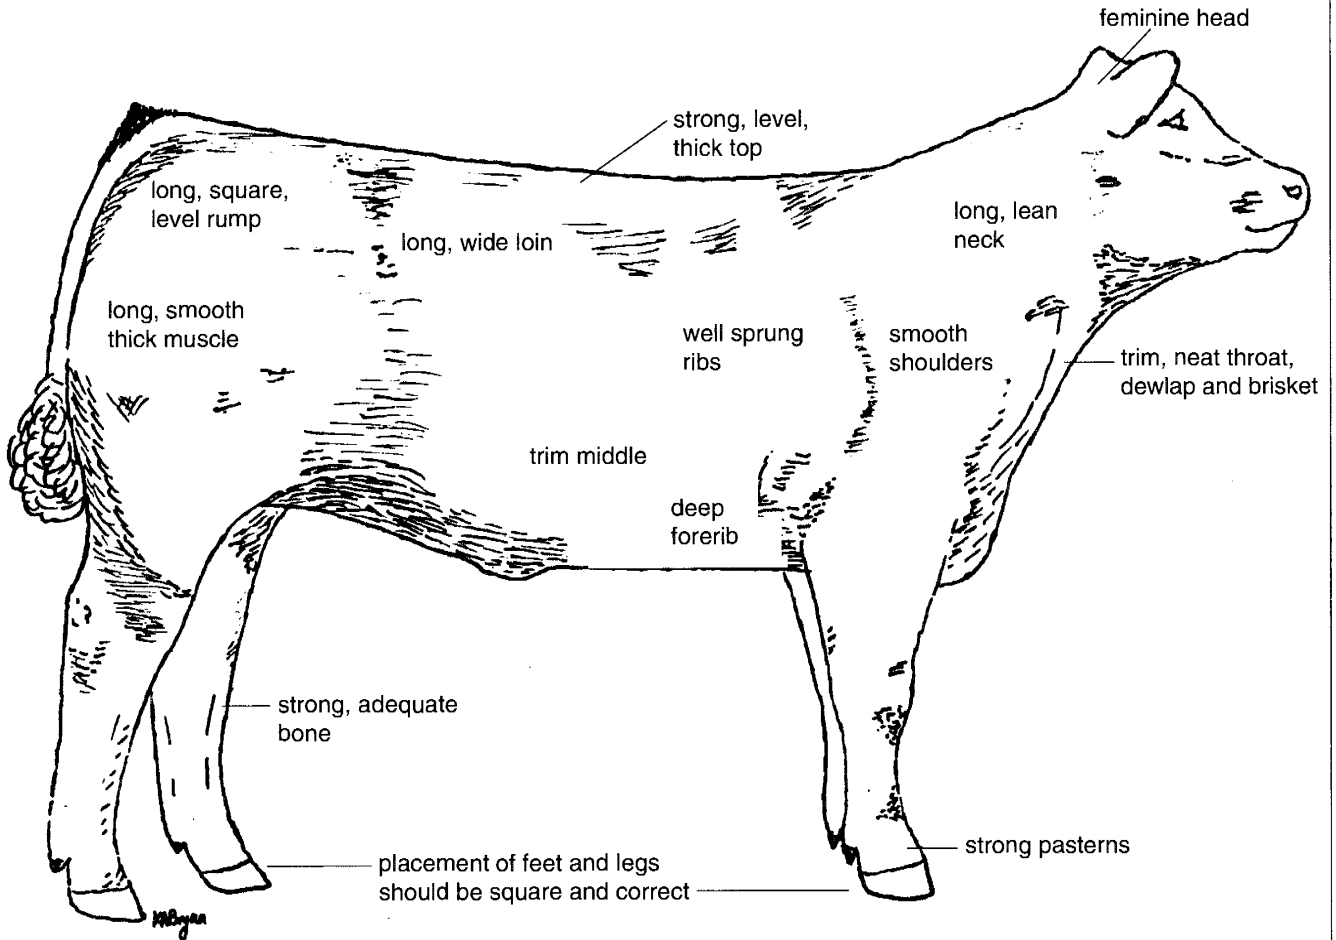 feminine head
strong, level,
thick top
long, square,
level rump
long, lean
neck
long, wide loin
long, smooth
thick muscle
well sprung
ribs
smooth
shoulders
trim, neat throat,
dewlap and brisket
trim middle
deep
forerib
strong, adequate
bone
strong pasterns
placement of feet and legs
should be square and correct